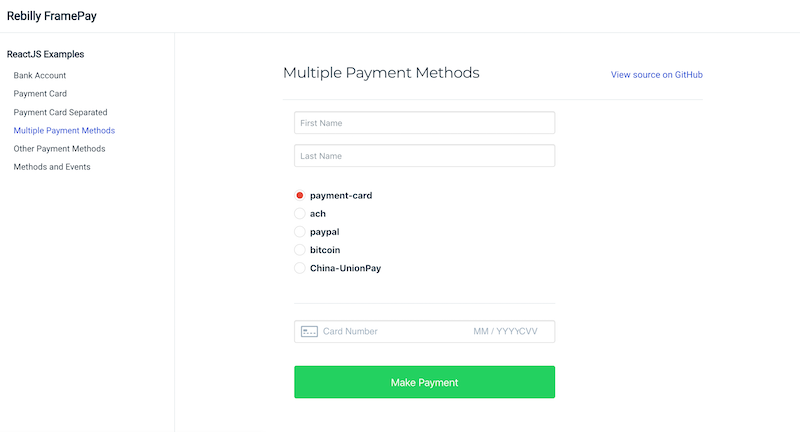 Rebilly FramePay
ReactJS Examples
Bank Account
Payment Card
Payment Card Separated
Multiple Payment Methods
Other Payment Methods
Methods and Events
Multiple Payment Methods
View source on GitHub
First Name
Last Name
payment-card
ach
paypal
bitcoin
China-UnionPay
Card Number MM / YYYYCVV
Make Payment